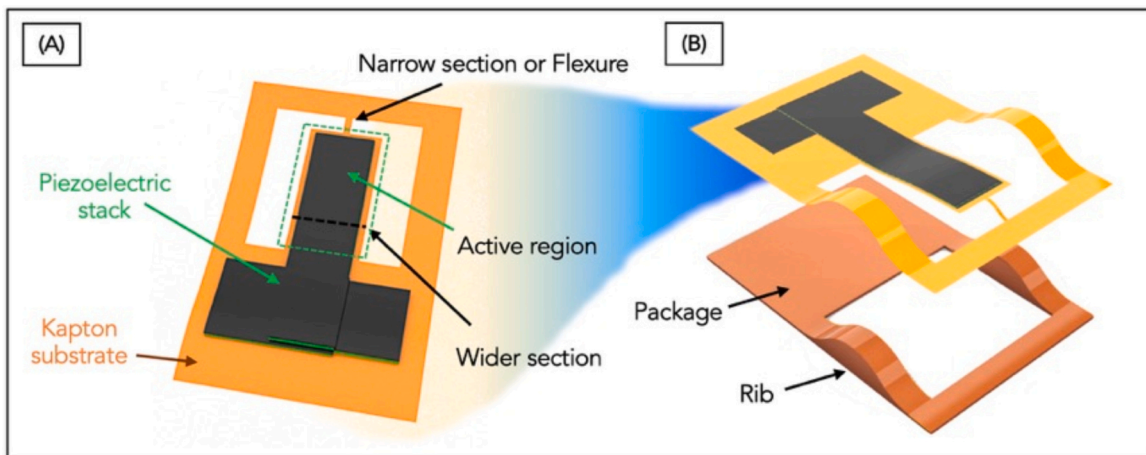 (A)
Narrow section or Flexure
Piezoelectric
stack
Active region
Kapton
substrate
Wider section
(B)
Package
Rib